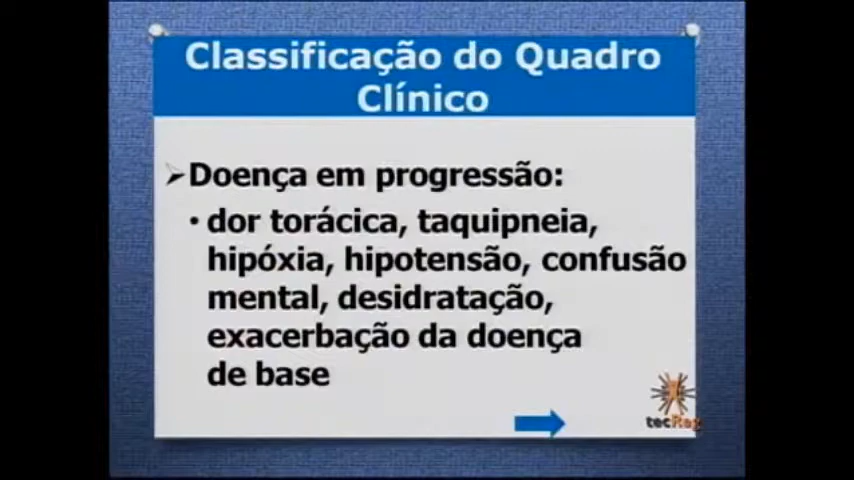 Classificação do Quadro
Clínico
➢Doença em progressão:
• dor torácica, taquipneia,
hipóxia, hipotensão, confusão
mental, desidratação,
exacerbação da doença
de base
tecReg